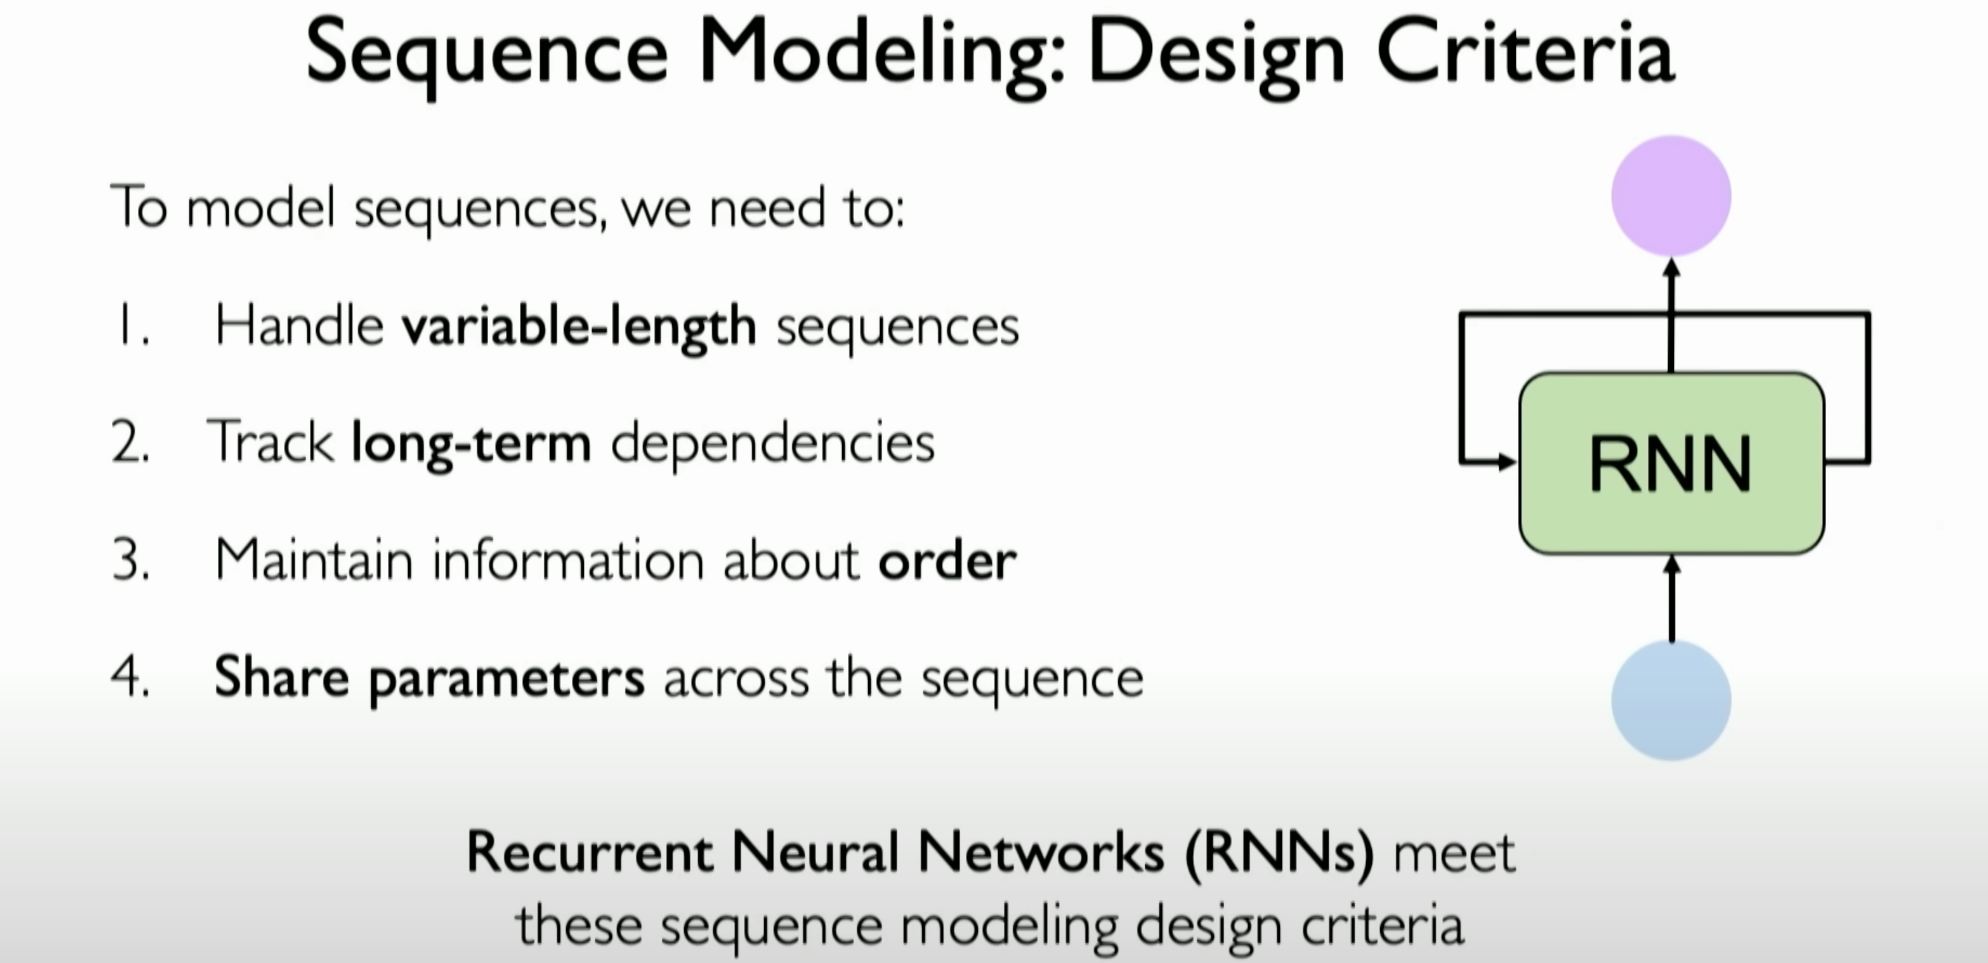 Sequence Modeling: Design Criteria
To model sequences, we need to:
1. Handle variable-length sequences
2. Track long-term dependencies
3. Maintain information about order
4. Share parameters across the sequence
RNN
Recurrent Neural Networks (RNNs) meet
these sequence modeling design criteria